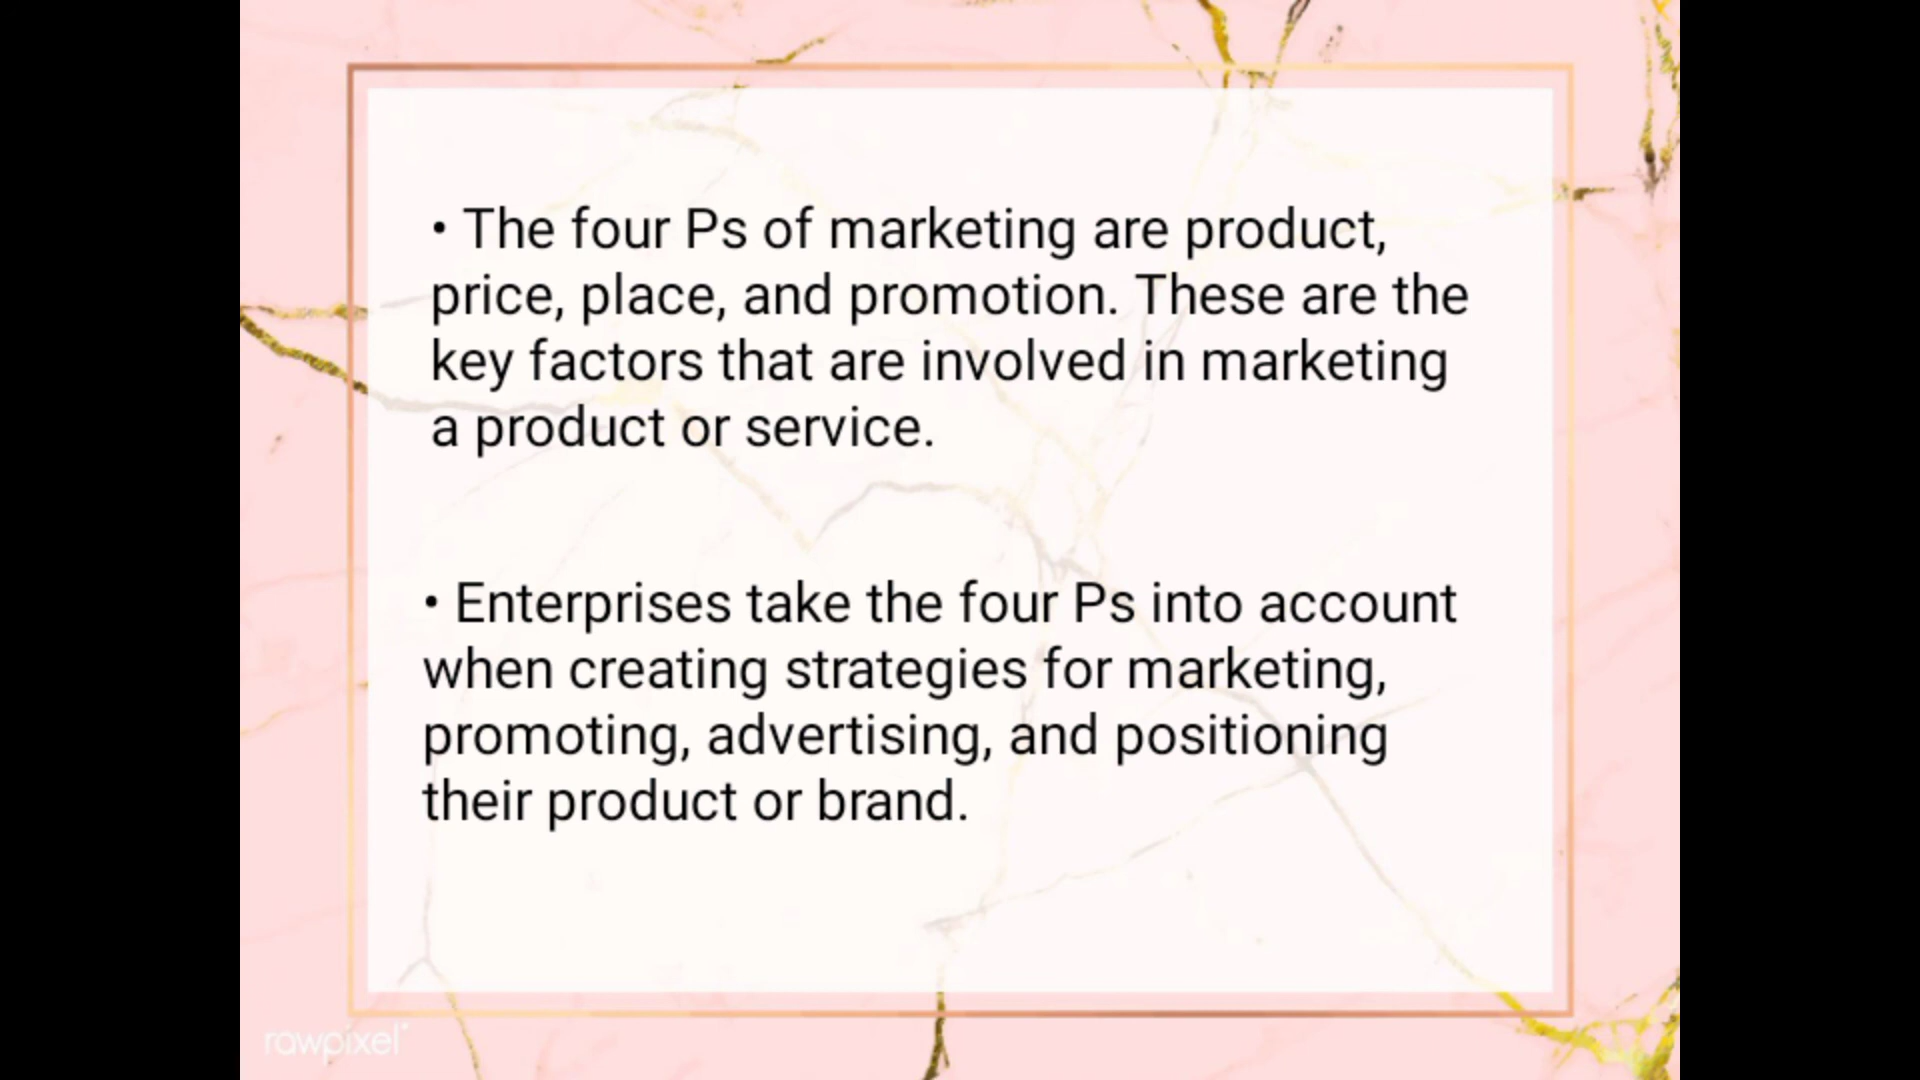 • The four Ps of marketing are product,
price, place, and promotion. These are the
key factors that are involved in marketing
a product or service.
• Enterprises take the four Ps into account
when creating strategies for marketing,
promoting, advertising, and positioning
their product or brand.
rawpixel